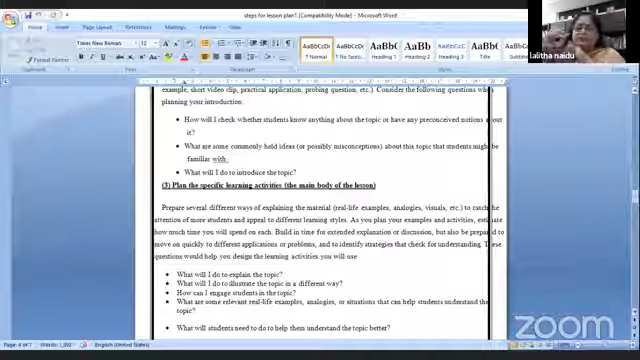 steps for lesson plan1 [Compatibility Mode] - Microsoft Word
Home Insert Page Layout References Mailings Review View
Times New Roman 12
Format Painter
AaBbCcDc AaBbCcDc AaBbC AaBbCc AaBbCcI AaBb AaBbCcl
¶ Normal ¶ No Spaci... Heading 1 Heading 2 Heading 3 Title
lalitha naidu
example, short video clip, practical application, probing question, etc.). Consider the following questions when
planning your introduction:
• How will I check whether students know anything about the topic or have any preconceived notions about
it?
• What are some commonly held ideas (or possibly misconceptions) about this topic that students might be
familiar with.
• What will I do to introduce the topic?
(3) Plan the specific learning activities (the main body of the lesson)
Prepare several different ways of explaining the material (real-life examples, analogies, visuals, etc.) to catch the
attention of more students and appeal to different learning styles. As you plan your examples and activities, estimate
how much time you will spend on each. Build in time for extended explanation or discussion, but also be prepared to
move on quickly to different applications or problems, and to identify strategies that check for understanding. These
questions would help you design the learning activities you will use
• What will I do to explain the topic?
• What will I do to illustrate the topic in a different way?
• How can I engage students in the topic?
• What are some relevant real-life examples, analogies, or situations that can help students understand the
topic?
• What will students need to do to help them understand the topic better?
zoom
English (United States)